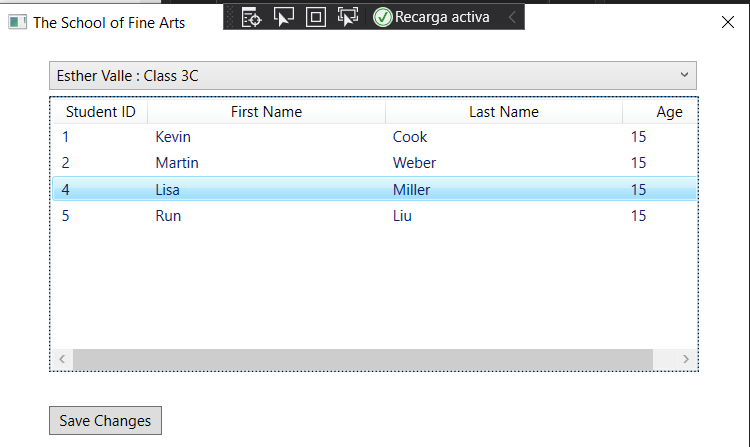 The School of Fine Arts
Recarga activa
Esther Valle : Class 3C
Student ID First Name Last Name Age
1 Kevin Cook 15
2 Martin Weber 15
4 Lisa Miller 15
5 Run Liu 15
Save Changes